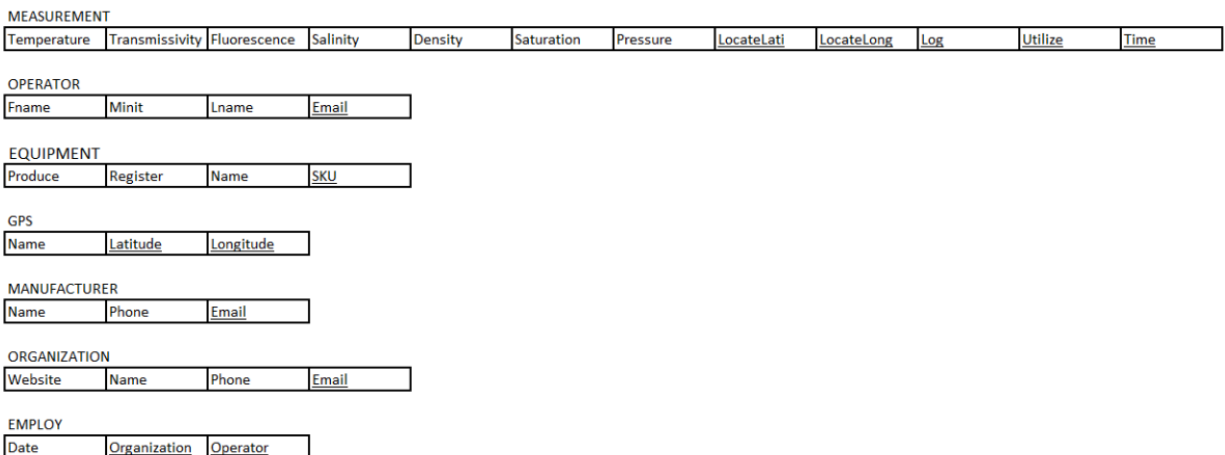 MEASUREMENT
Temperature Transmissivity Fluorescence Salinity Density Saturation Pressure LocateLati LocateLong Log Utilize Time
OPERATOR
Fname Minit Lname Email
EQUIPMENT
Produce Register Name SKU
GPS
Name Latitude Longitude
MANUFACTURER
Name Phone Email
ORGANIZATION
Website Name Phone Email
EMPLOY
Date Organization Operator